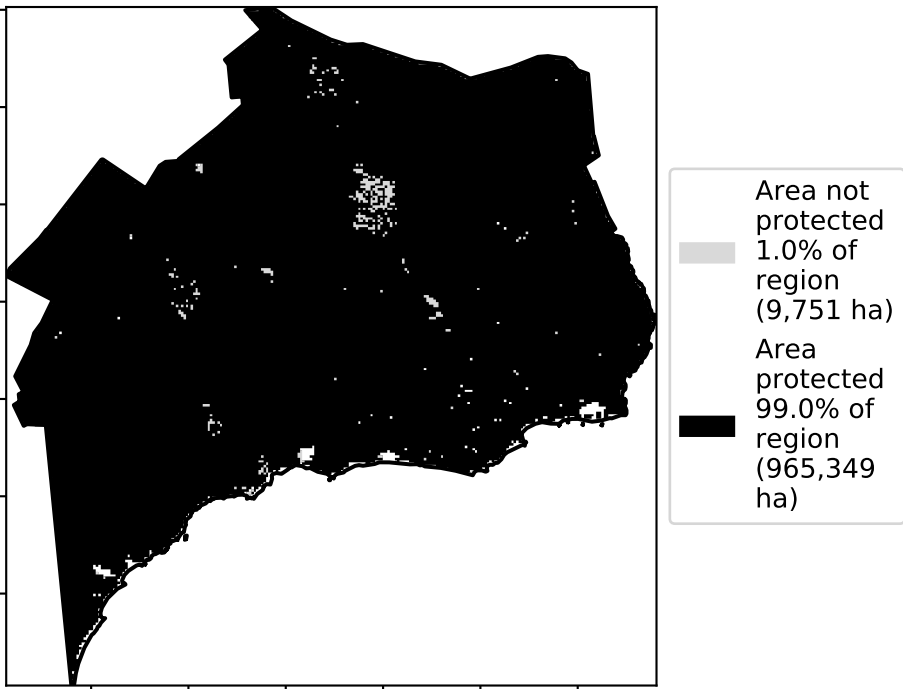 Area not
protected
1.0% of
region
(9,751 ha)
Area
protected
99.0% of
region
(965,349
ha)